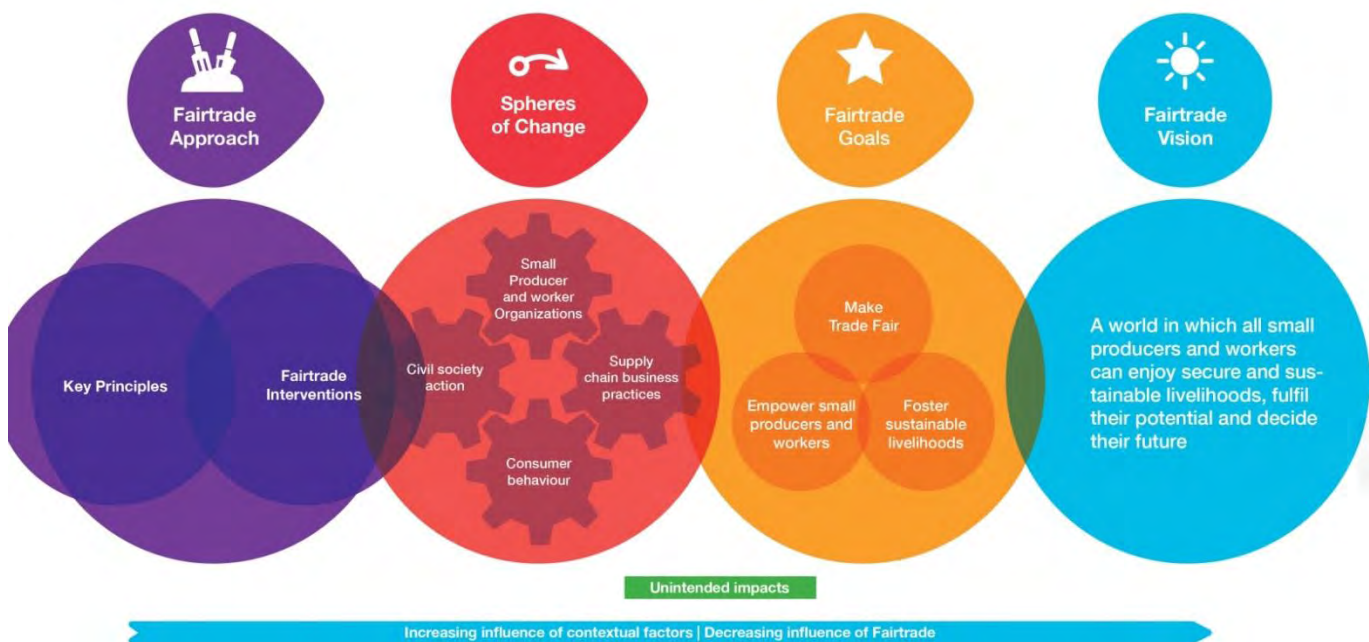 Fairtrade
Approach
Spheres
of Change
Fairtrade
Goals
Fairtrade
Vision
Key Principles
Fairtrade
Interventions
Small
Producer
and worker
Organizations
Civil society
action
Supply
chain business
practices
Consumer
behaviour
Make
Trade Fair
Empower small
producers and
workers
Foster
sustainable
livelihoods
A world in which all small
producers and workers
can enjoy secure and sus-
tainable livelihoods, fulfil
their potential and decide
their future
Unintended impacts
Increasing influence of contextual factors | Decreasing influence of Fairtrade